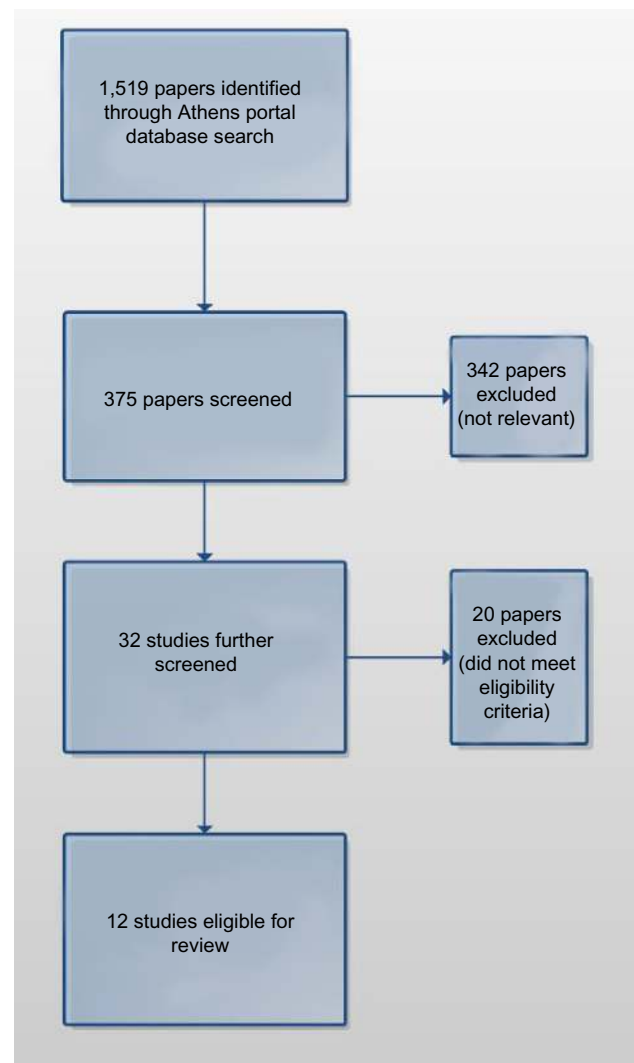 1,519 papers identified
through Athens portal
database search
375 papers screened
342 papers
excluded
(not relevant)
32 studies further
screened
20 papers
excluded
(did not meet
eligibility
criteria)
12 studies eligible for
review